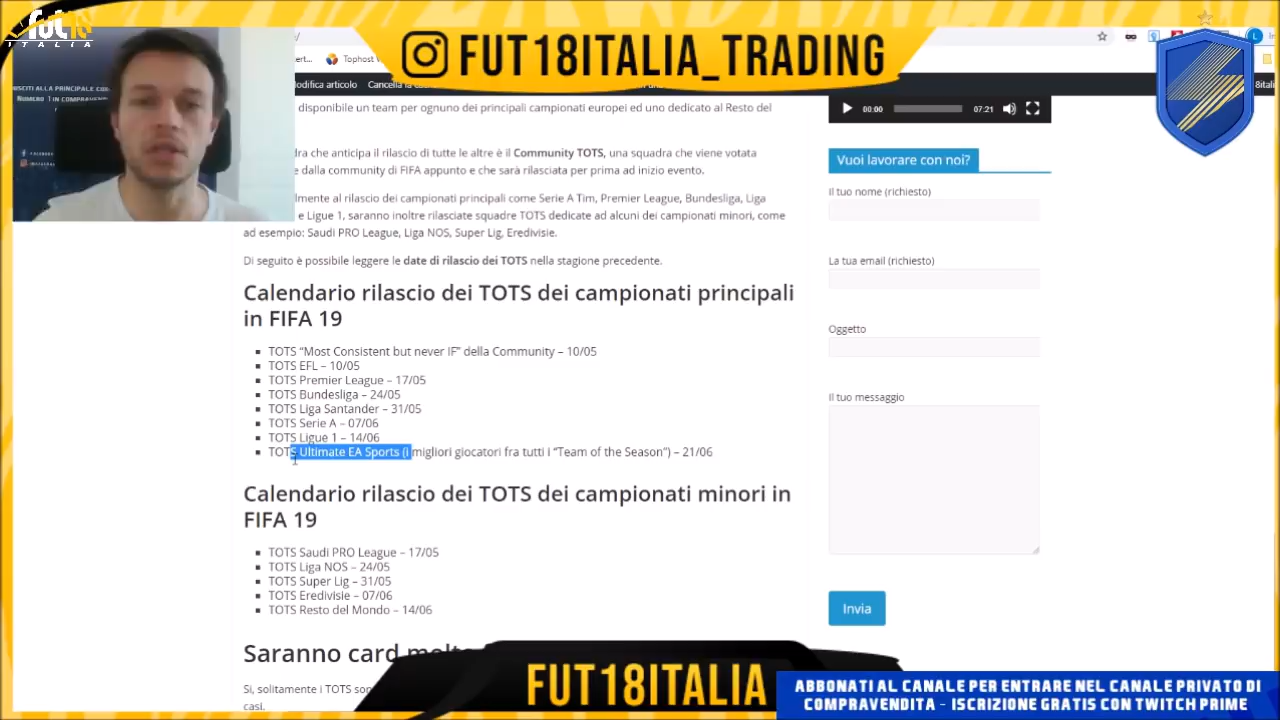 fut18
ITALIA
FUT18ITALIA_TRADING
Tophost
odifica articolo
Cancella la
8ital
disponibile un team per ognuno dei principali campionati europei ed uno dedicato al Resto del
che anticipa il rilascio di tutte le altre è il Community TOTS, una squadra che viene votata
dalla community di FIFA appunto e che sarà rilasciata per prima ad inizio evento.
lmente al rilascio dei campionati principali come Serie A Tim, Premier League, Bundesliga, Liga
e Ligue 1, saranno inoltre rilasciate squadre TOTS dedicate ad alcuni dei campionati minori, come
ad esempio: Saudi PRO League, Liga NOS, Super Lig, Eredivisie.
Di seguito è possibile leggere le date di rilascio dei TOTS nella stagione precedente.
Calendario rilascio dei TOTS dei campionati principali
in FIFA 19
TOTS “Most Consistent but never IF” della Community – 10/05
TOTS EFL – 10/05
TOTS Premier League – 17/05
TOTS Bundesliga – 24/05
TOTS Liga Santander – 31/05
TOTS Serie A – 07/06
TOTS Ligue 1 – 14/06
TOTS Ultimate EA Sports (i migliori giocatori fra tutti i “Team of the Season”) – 21/06
Calendario rilascio dei TOTS dei campionati minori in
FIFA 19
TOTS Saudi PRO League – 17/05
TOTS Liga NOS – 24/05
TOTS Super Lig – 31/05
TOTS Eredivisie – 07/06
TOTS Resto del Mondo – 14/06
Saranno card
Si, solitamente i TOTS
casi.
00:00
07:21
Vuoi lavorare con noi?
Il tuo nome (richiesto)
La tua email (richiesto)
Oggetto
Il tuo messaggio
Invia
FUT18ITALIA
ABBONATI AL CANALE PER ENTRARE NEL CANALE PRIVATO DI
COMPRAVENDITA - ISCRIZIONE GRATIS CON TWITCH PRIME